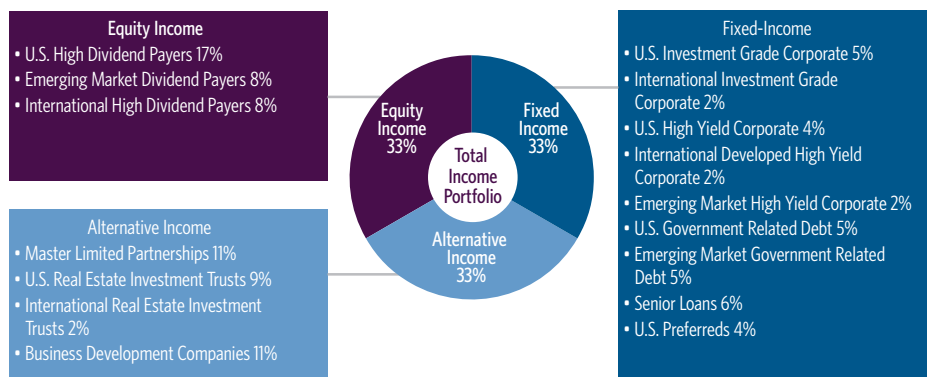 Equity Income
• U.S. High Dividend Payers 17%
• Emerging Market Dividend Payers 8%
• International High Dividend Payers 8%
Alternative Income
• Master Limited Partnerships 11%
• U.S. Real Estate Investment Trusts 9%
• International Real Estate Investment
Trusts 2%
• Business Development Companies 11%
Equity
Income
33%
Fixed
Income
33%
Total
Income
Portfolio
Alternative
Income
33%
Fixed-Income
• U.S. Investment Grade Corporate 5%
• International Investment Grade
Corporate 2%
• U.S. High Yield Corporate 4%
• International Developed High Yield
Corporate 2%
• Emerging Market High Yield Corporate 2%
• U.S. Government Related Debt 5%
• Emerging Market Government Related
Debt 5%
• Senior Loans 6%
• U.S. Preferreds 4%